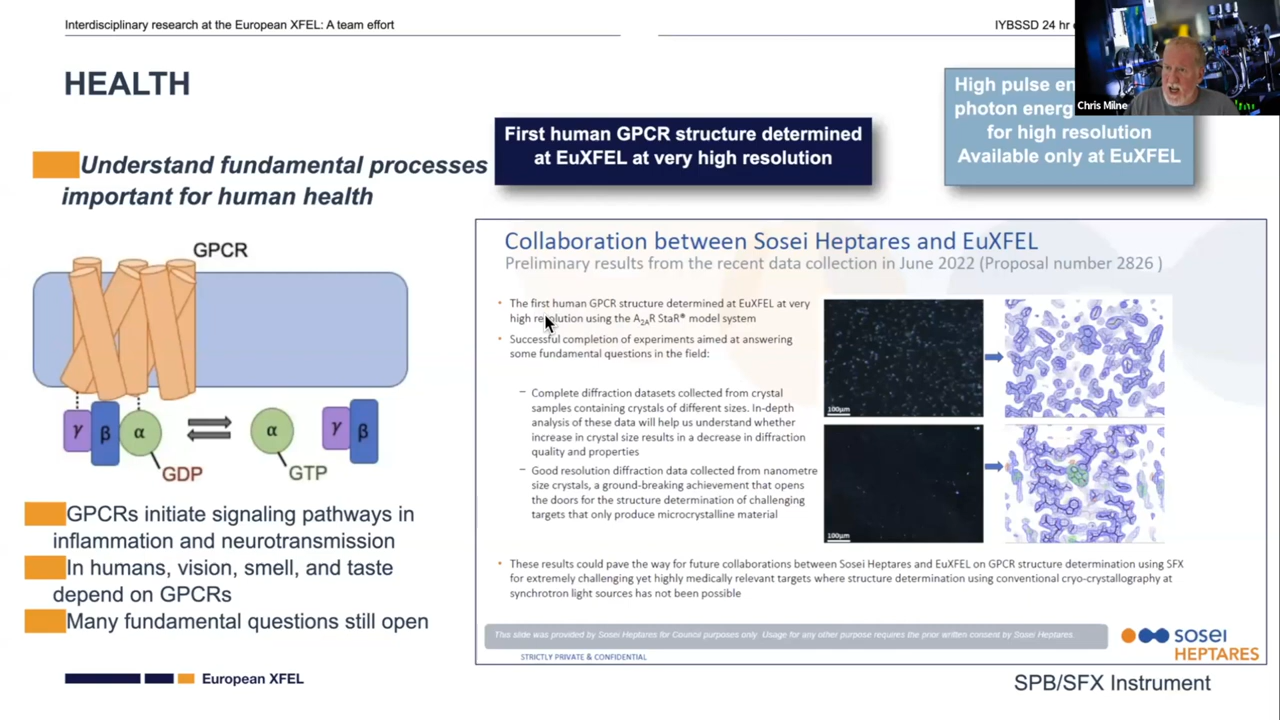 Interdisciplinary research at the European XFEL: A team effort
IYBSSD 24 hr
HEALTH
Understand fundamental processes
important for human health
First human GPCR structure determined
at EuXFEL at very high resolution
High pulse
photon
for high resolution
Available only at EuXFEL
Chris Milne
GPCR
γ
β
α
GDP
α
GTP
γ
β
GPCRs initiate signaling pathways in
inflammation and neurotransmission
In humans, vision, smell, and taste
depend on GPCRs
Many fundamental questions still open
Collaboration between Sosei Heptares and EuXFEL
Preliminary results from the recent data collection in June 2022 (Proposal number 2826 )
• The first human GPCR structure determined at EuXFEL at very
high resolution using the A2AR StaR® model system
• Successful completion of experiments aimed at answering
some fundamental questions in the field:
– Complete diffraction datasets collected from crystal
samples containing crystals of different sizes. In-depth
analysis of these data will help us understand whether
increase in crystal size results in a decrease in diffraction
quality and properties
– Good resolution diffraction data collected from nanometre
size crystals, a ground-breaking achievement that opens
the doors for the structure determination of challenging
targets that only produce microcrystalline material
100μm
100μm
• These results could pave the way for future collaborations between Sosei Heptares and EuXFEL on GPCR structure determination using SFX
for extremely challenging yet highly medically relevant targets where structure determination using conventional cryo-crystallography at
synchrotron light sources has not been possible
This slide was provided by Sosei Heptares for Council purposes only. Usage for any other purpose requires the prior written consent by Sosei Heptares.
STRICTLY PRIVATE & CONFIDENTIAL
sosei
HEPTARES
European XFEL
SPB/SFX Instrument